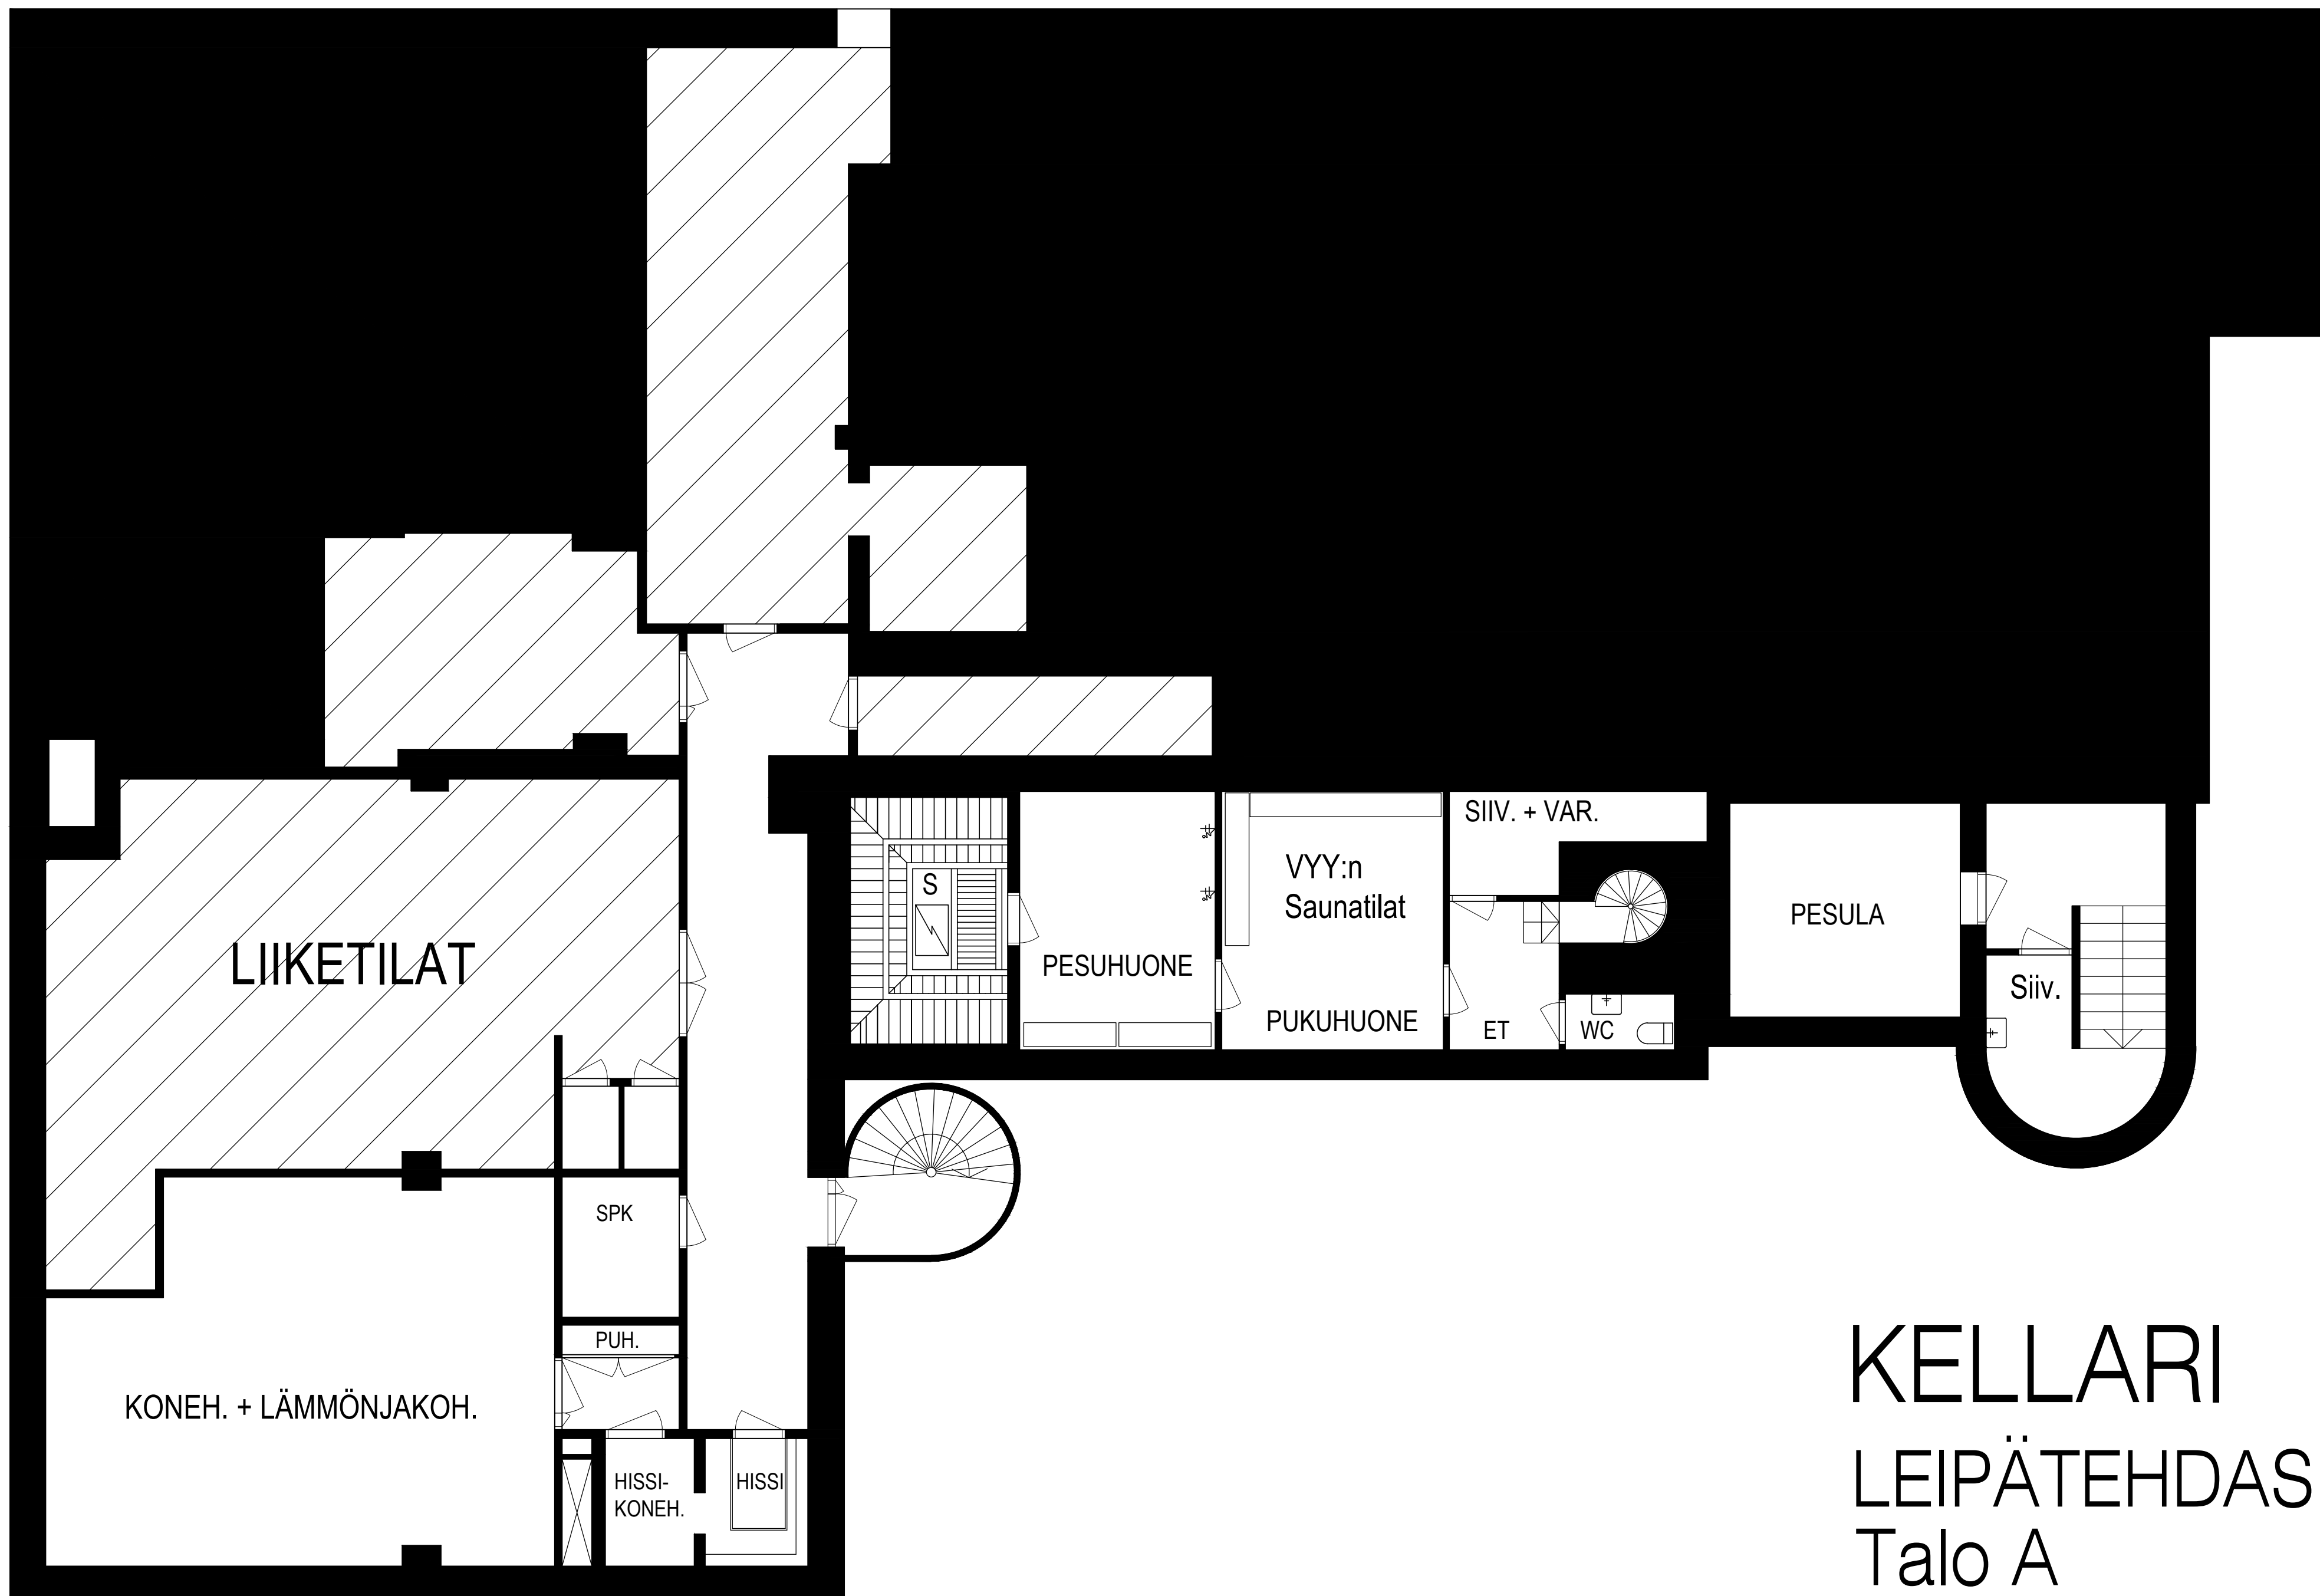 SIIV. + VAR.
S
VYY:n
Saunatilat
PESUHUONE
PUKUHUONE
ET
WC
PESULA
Siiv.
LIIKETILAT
SPK
PUH.
KONEH. + LÄMMÖNJAKOH.
HISSI-
KONEH.
HISSI
KELLARI
LEIPÄTEHDAS
Talo A